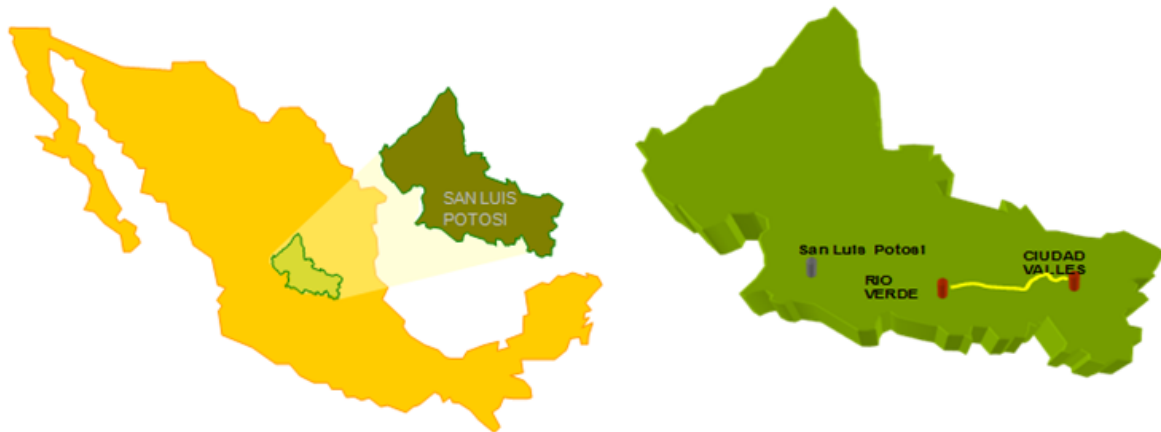 SAN LUIS
POTOSI
San Luis Potosi
RIO
VERDE
CIUDAD
VALLES